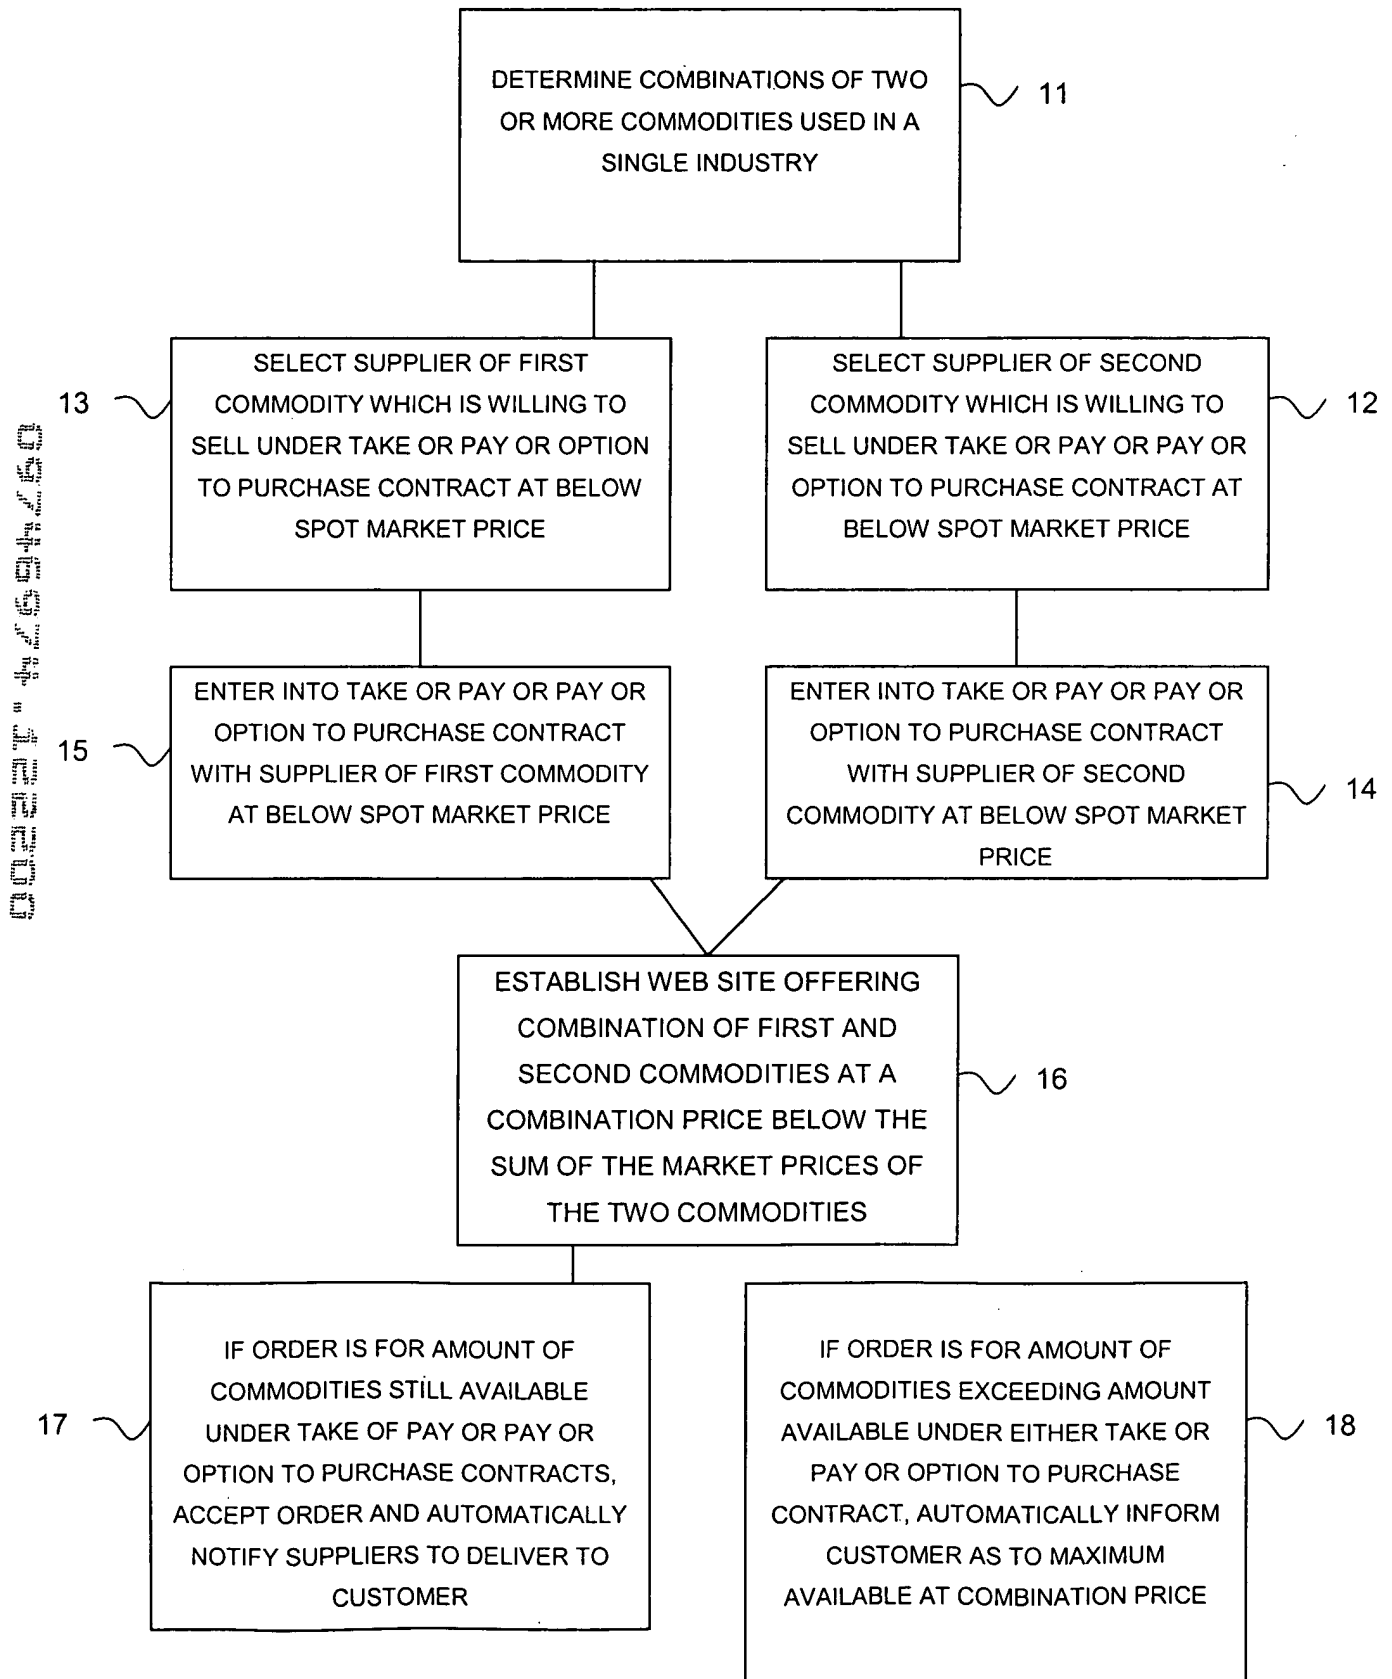 DETERMINE COMBINATIONS OF TWO
OR MORE COMMODITIES USED IN A
SINGLE INDUSTRY
11
SELECT SUPPLIER OF FIRST
COMMODITY WHICH IS WILLING TO
SELL UNDER TAKE OR PAY OR OPTION
TO PURCHASE CONTRACT AT BELOW
SPOT MARKET PRICE
13
SELECT SUPPLIER OF SECOND
COMMODITY WHICH IS WILLING TO
SELL UNDER TAKE OR PAY OR PAY OR
OPTION TO PURCHASE CONTRACT AT
BELOW SPOT MARKET PRICE
12
ENTER INTO TAKE OR PAY OR PAY OR
OPTION TO PURCHASE CONTRACT
WITH SUPPLIER OF FIRST COMMODITY
AT BELOW SPOT MARKET PRICE
15
ENTER INTO TAKE OR PAY OR PAY OR
OPTION TO PURCHASE CONTRACT
WITH SUPPLIER OF SECOND
COMMODITY AT BELOW SPOT MARKET
PRICE
14
ESTABLISH WEB SITE OFFERING
COMBINATION OF FIRST AND
SECOND COMMODITIES AT A
COMBINATION PRICE BELOW THE
SUM OF THE MARKET PRICES OF
THE TWO COMMODITIES
16
IF ORDER IS FOR AMOUNT OF
COMMODITIES STILL AVAILABLE
UNDER TAKE OF PAY OR PAY OR
OPTION TO PURCHASE CONTRACTS,
ACCEPT ORDER AND AUTOMATICALLY
NOTIFY SUPPLIERS TO DELIVER TO
CUSTOMER
17
IF ORDER IS FOR AMOUNT OF
COMMODITIES EXCEEDING AMOUNT
AVAILABLE UNDER EITHER TAKE OR
PAY OR OPTION TO PURCHASE
CONTRACT, AUTOMATICALLY INFORM
CUSTOMER AS TO MAXIMUM
AVAILABLE AT COMBINATION PRICE
18